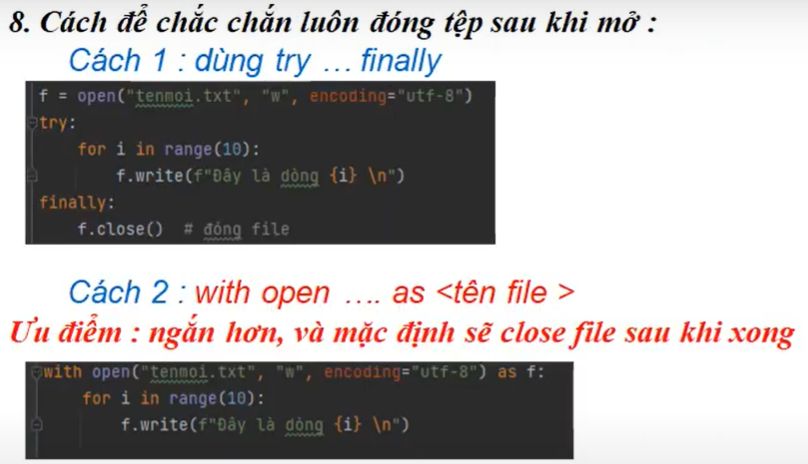 8. Cách để chắc chắn luôn đóng tệp sau khi mở :
Cách 1 : dùng try ... finally
f = open("tenmoi.txt", "w", encoding="utf-8")
try:
    for i in range(10):
        f.write(f"Đây là dòng {i} \n")
finally:
    f.close()  # đóng file
Cách 2 : with open .... as <tên file >
Ưu điểm : ngắn hơn, và mặc định sẽ close file sau khi xong
with open("tenmoi.txt", "w", encoding="utf-8") as f:
    for i in range(10):
        f.write(f"Đây là dòng {i} \n")